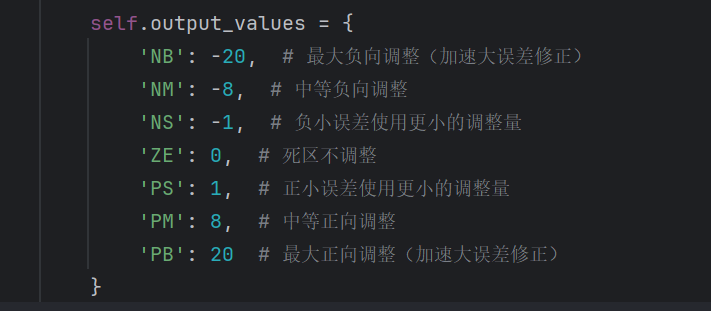 self.output_values = {
'NB': -20,  # 最大负向调整（加速大误差修正）
'NM': -8,  # 中等负向调整
'NS': -1,  # 负小误差使用更小的调整量
'ZE': 0,  # 死区不调整
'PS': 1,  # 正小误差使用更小的调整量
'PM': 8,  # 中等正向调整
'PB': 20  # 最大正向调整（加速大误差修正）
}